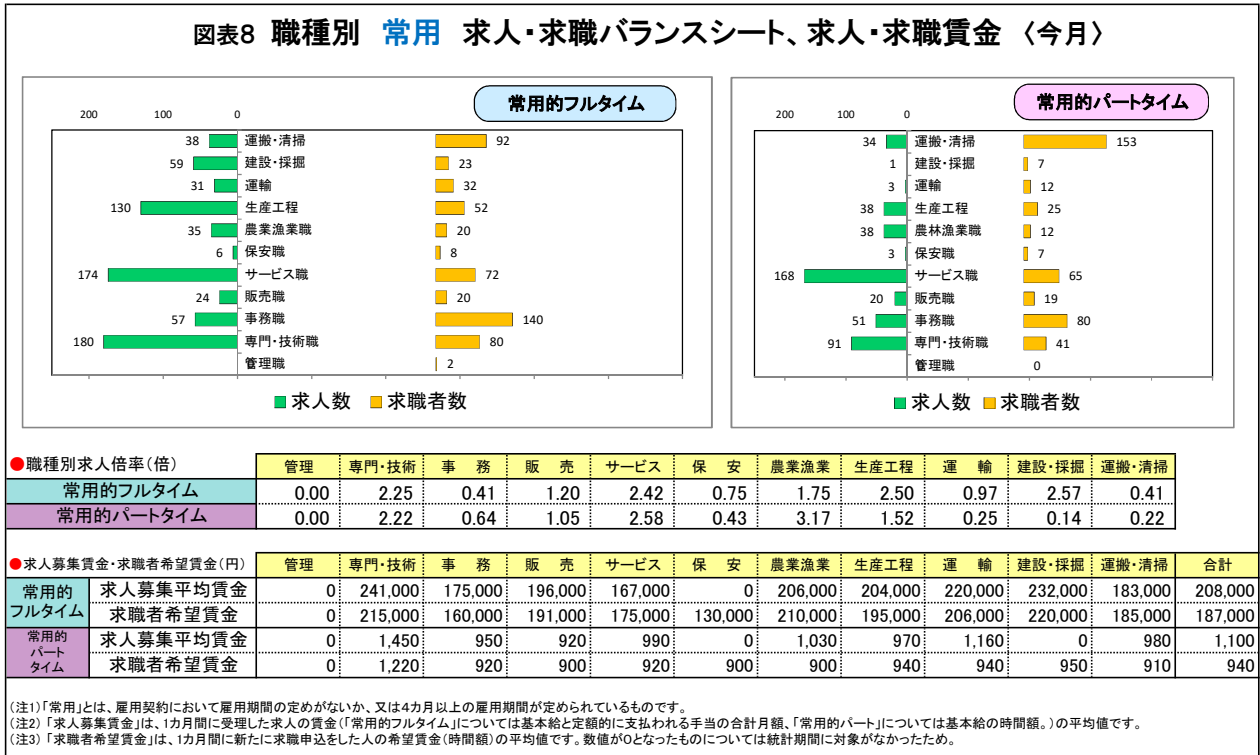 図表8 職種別 常用 求人・求職バランスシート、求人・求職賃金 〈今月〉
常用的フルタイム
200 100 0
38 運搬・清掃 92
59 建設・採掘 23
31 運輸 32
130 生産工程 52
35 農業漁業職 20
6 保安職 8
174 サービス職 72
24 販売職 20
57 事務職 140
180 専門・技術職 80
管理職 2
求人数 求職者数
常用的パートタイム
200 100 0
34 運搬・清掃 153
1 建設・採掘 7
3 運輸 12
38 生産工程 25
38 農林漁業職 12
3 保安職 7
168 サービス職 65
20 販売職 19
51 事務職 80
91 専門・技術職 41
管理職 0
求人数 求職者数
●職種別求人倍率(倍) 管理 専門・技術 事 務 販 売 サービス 保 安 農業漁業 生産工程 運 輸 建設・採掘 運搬・清掃
常用的フルタイム 0.00 2.25 0.41 1.20 2.42 0.75 1.75 2.50 0.97 2.57 0.41
常用的パートタイム 0.00 2.22 0.64 1.05 2.58 0.43 3.17 1.52 0.25 0.14 0.22
●求人募集賃金・求職者希望賃金(円) 管理 専門・技術 事 務 販 売 サービス 保 安 農業漁業 生産工程 運 輸 建設・採掘 運搬・清掃 合計
常用的
フルタイム
求人募集平均賃金 0 241,000 175,000 196,000 167,000 0 206,000 204,000 220,000 232,000 183,000 208,000
求職者希望賃金 0 215,000 160,000 191,000 175,000 130,000 210,000 195,000 206,000 220,000 185,000 187,000
常用的
パート
タイム
求人募集平均賃金 0 1,450 950 920 990 0 1,030 970 1,160 0 980 1,100
求職者希望賃金 0 1,220 920 900 920 900 900 940 940 950 910 940
(注1)「常用」とは、雇用契約において雇用期間の定めがないか、又は4カ月以上の雇用期間が定められているものです。
(注2)「求人募集賃金」は、1カ月間に受理した求人の賃金(「常用的フルタイム」については基本給と定額的に支払われる手当の合計月額、「常用的パート」については基本給の時間額。)の平均値です。
(注3)「求職者希望賃金」は、1カ月間に新たに求職申込をした人の希望賃金(時間額)の平均値です。数値が0となったものについては統計期間に対象がなかったため。